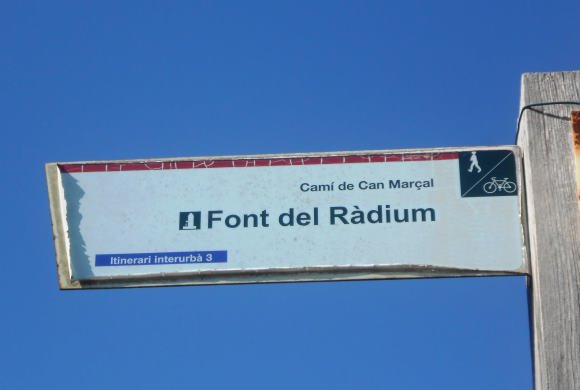 Camí de Can Marçal
Font del Ràdium
Itinerari interurbà 3